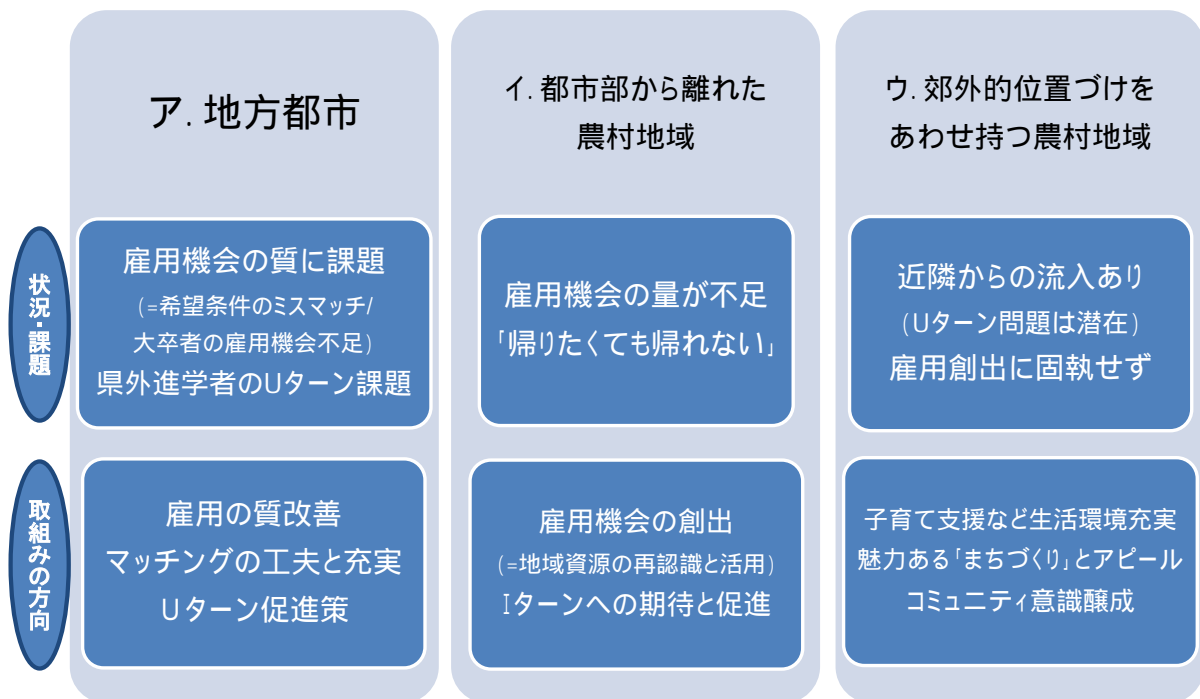 ア. 地方都市
イ. 都市部から離れた
農村地域
ウ. 郊外的位置づけを
あわせ持つ農村地域
状況・課題
雇用機会の質に課題
(=希望条件のミスマッチ/
大卒者の雇用機会不足)
県外進学者のUターン課題
雇用機会の量が不足
「帰りたくても帰れない」
近隣からの流入あり
(Uターン問題は潜在)
雇用創出に固執せず
取組みの方向
雇用の質改善
マッチングの工夫と充実
Uターン促進策
雇用機会の創出
(=地域資源の再認識と活用)
Iターンへの期待と促進
子育て支援など生活環境充実
魅力ある「まちづくり」とアピール
コミュニティ意識醸成